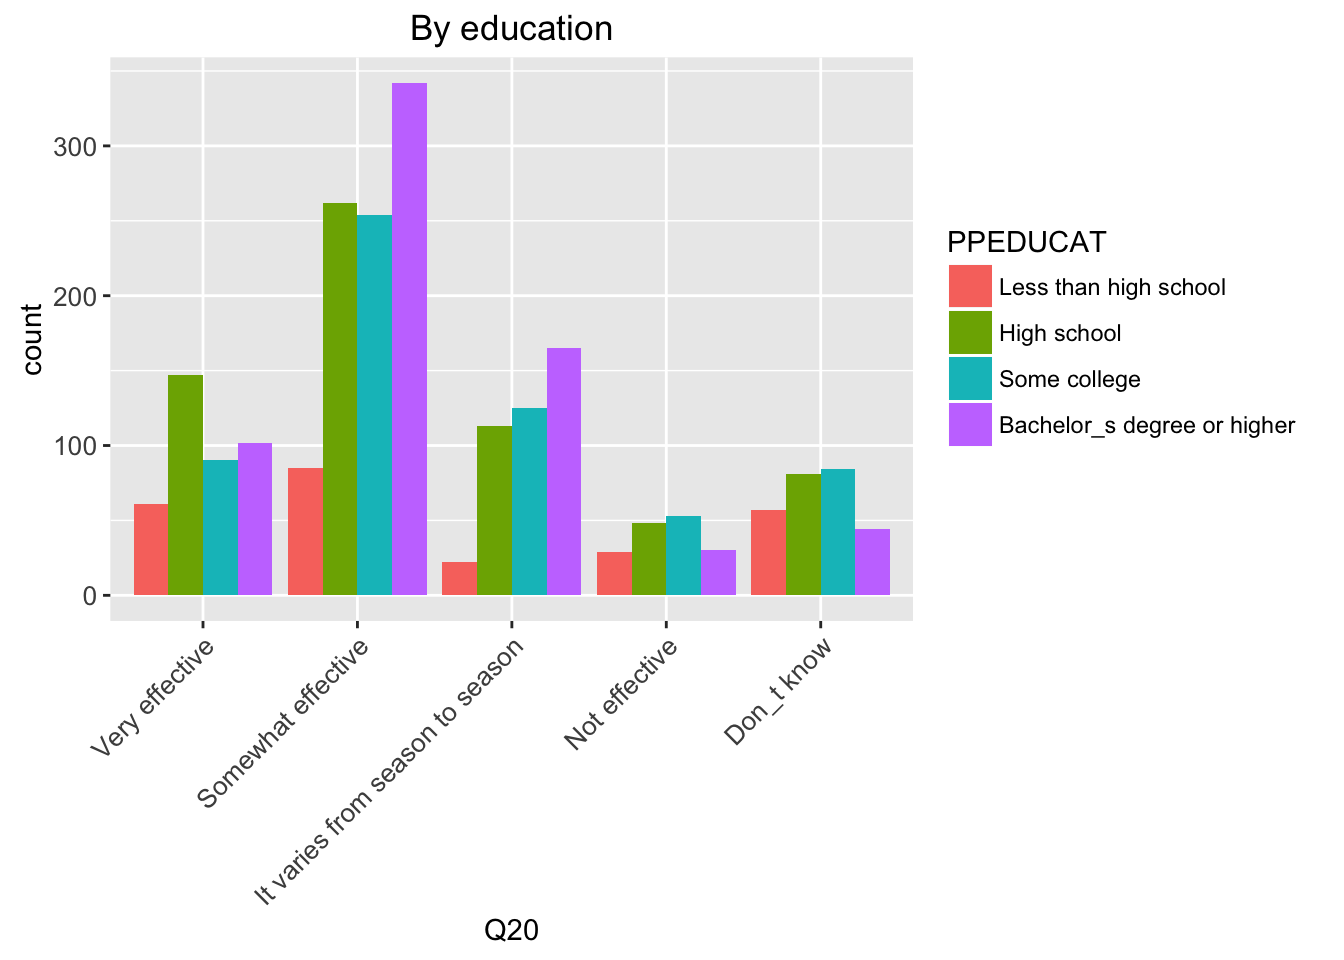 By education
count
300
200
100
0
Very effective
Somewhat effective
It varies from season to season
Not effective
Don_t know
Q20
PPEDUCAT
Less than high school
High school
Some college
Bachelor_s degree or higher